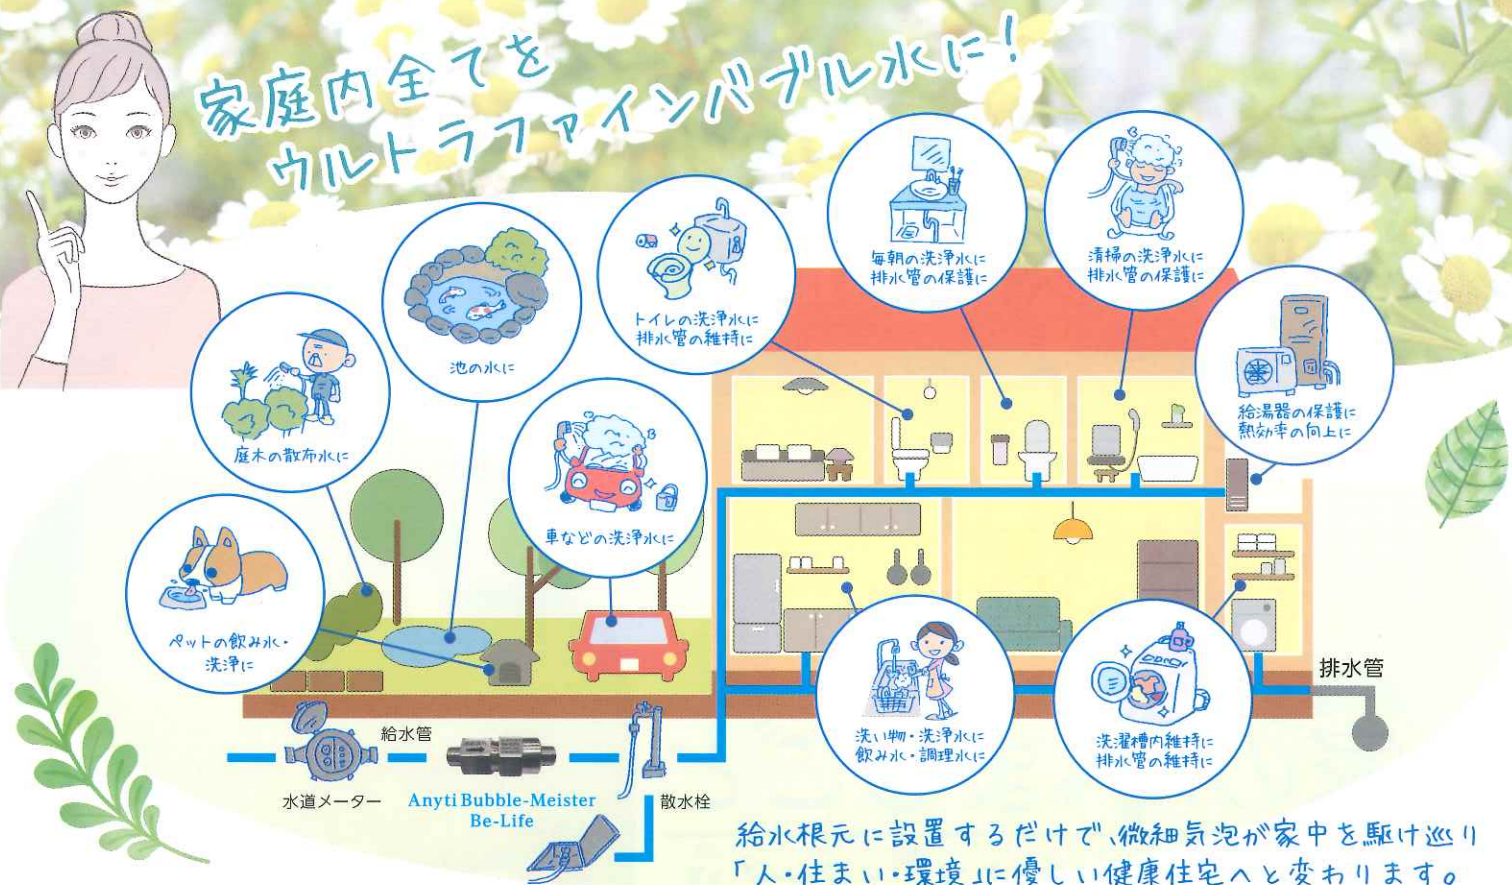 家庭内全てを
ウルトラファインバブル水に！
毎朝の洗浄水に
排水管の保護に
清掃の洗浄水に
排水管の保護に
トイレの洗浄水に
排水管の維持に
池の水に
給湯器の保護に
熱効率の向上に
庭木の散布水に
車などの洗浄水に
ペットの飲み水・
洗浄に
洗い物・洗浄水に
飲み水・調理水に
洗濯槽内維持に
排水管の維持に
排水管
給水管
水道メーター
Anyti Bubble-Meister
Be-Life
散水栓
給水根元に設置するだけで、微細気泡が家中を駆け巡り
「人・住まい・環境」に優しい健康住宅へと変わります。